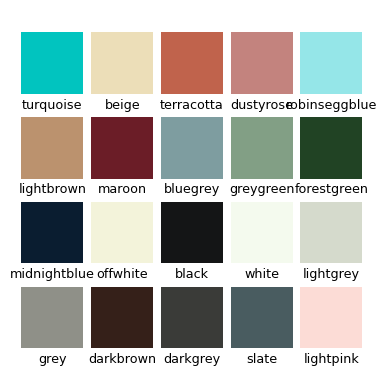 turquoise beige terracotta dustyrose robinseggblue
lightbrown maroon bluegrey greygreen forestgreen
midnightblue offwhite black white lightgrey
grey darkbrown darkgrey slate lightpink